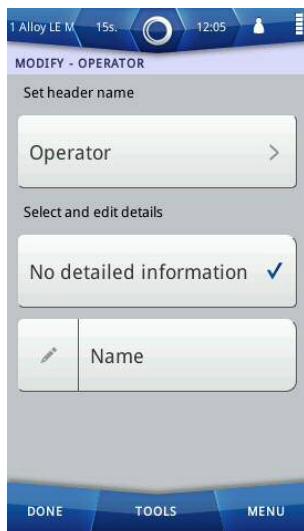 1 Alloy LE M 15s. 12:05
MODIFY - OPERATOR
Set header name
Operator
Select and edit details
No detailed information
Name
DONE TOOLS MENU